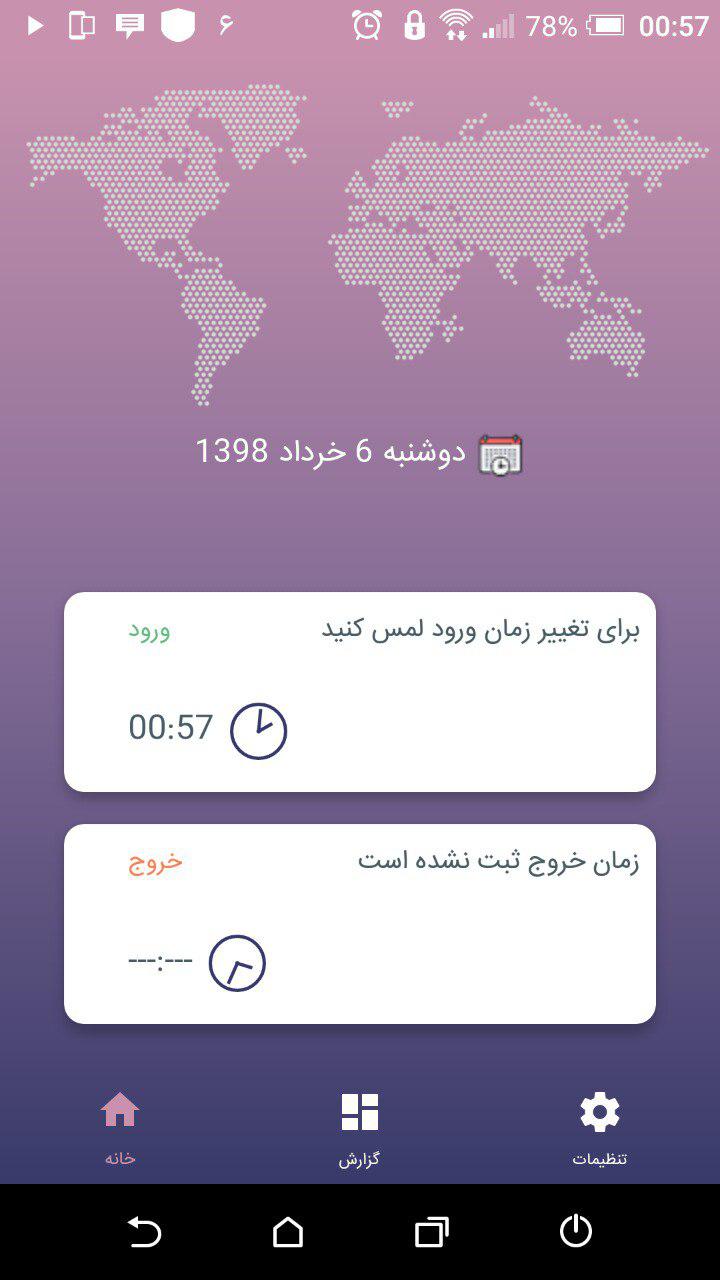 ۶ 78% 00:57
دوشنبه 6 خرداد 1398
برای تغییر زمان ورود لمس کنید ورود
00:57
زمان خروج ثبت نشده است خروج
---:---
تنظیمات گزارش خانه